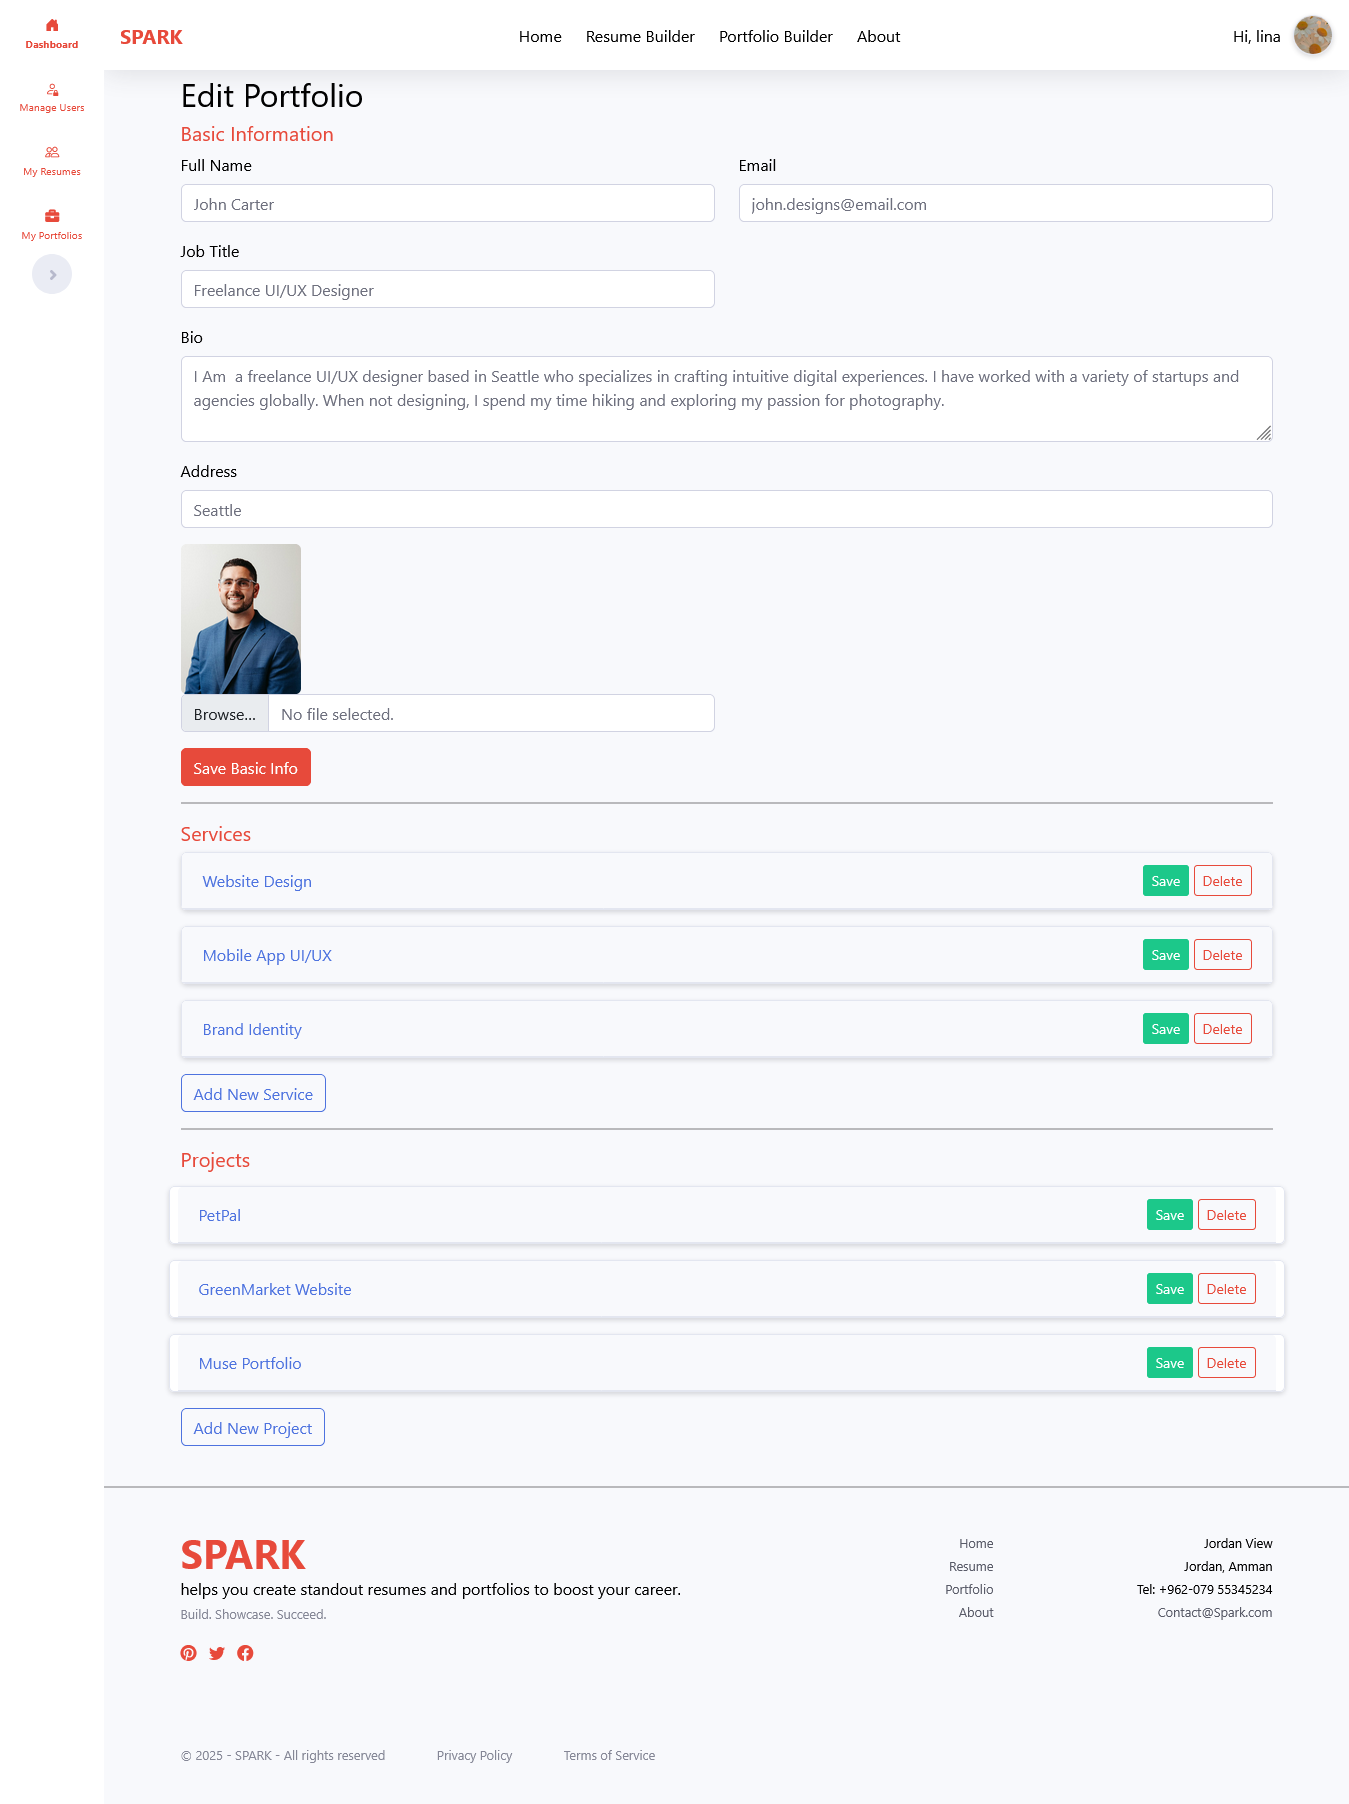 Dashboard
Manage Users
My Resumes
My Portfolios
SPARK
Home
Resume Builder
Portfolio Builder
About
Hi, lina
Edit Portfolio
Basic Information
Full Name
Email
John Carter
john.designs@email.com
Job Title
Freelance UI/UX Designer
Bio
I Am  a freelance UI/UX designer based in Seattle who specializes in crafting intuitive digital experiences. I have worked with a variety of startups and
agencies globally. When not designing, I spend my time hiking and exploring my passion for photography.
Address
Seattle
Browse...
No file selected.
Save Basic Info
Services
Website Design
Save
Delete
Mobile App UI/UX
Save
Delete
Brand Identity
Save
Delete
Add New Service
Projects
PetPal
Save
Delete
GreenMarket Website
Save
Delete
Muse Portfolio
Save
Delete
Add New Project
SPARK
helps you create standout resumes and portfolios to boost your career.
Build. Showcase. Succeed.
Home
Resume
Portfolio
About
Jordan View
Jordan, Amman
Tel: +962-079 55345234
Contact@Spark.com
© 2025 - SPARK - All rights reserved
Privacy Policy
Terms of Service